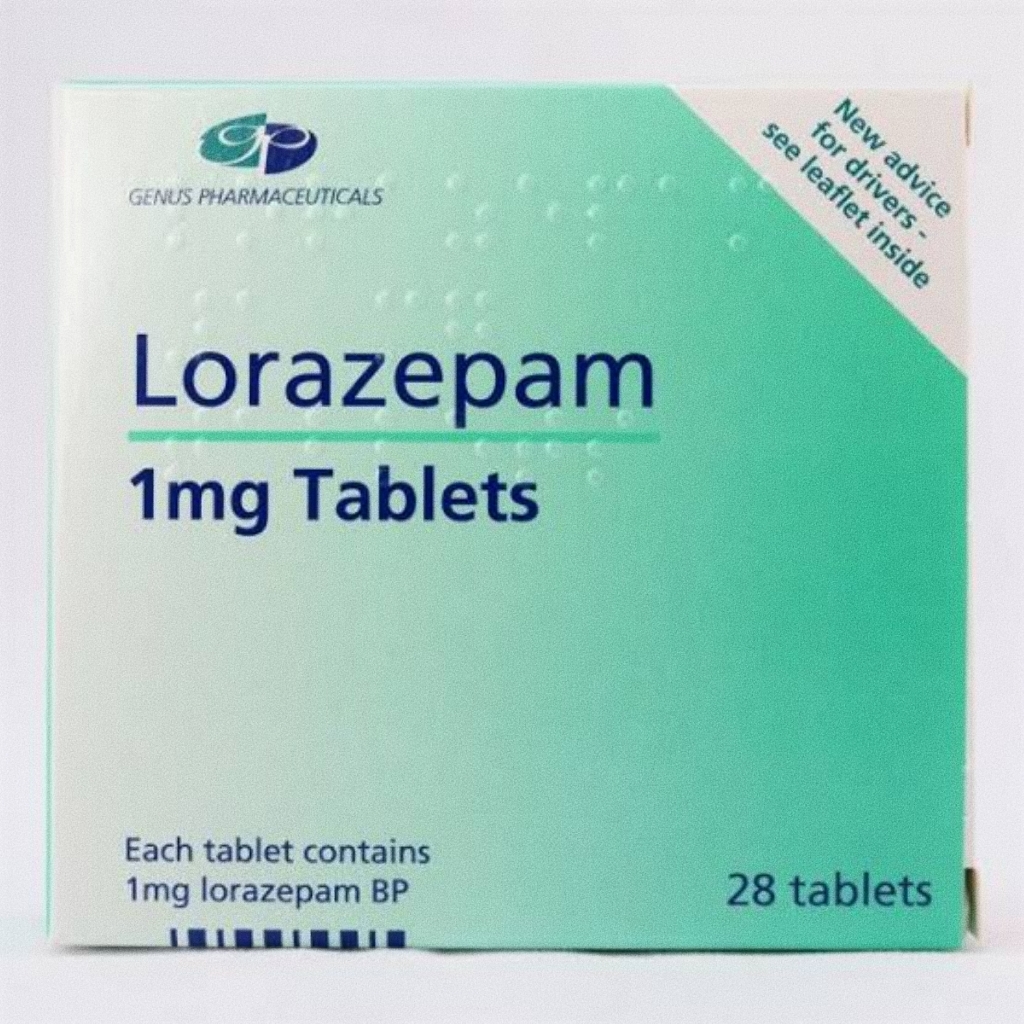 gp
GENUS PHARMACEUTICALS
New advice
for drivers -
see leaflet inside
Lorazepam
1mg Tablets
Each tablet contains
1mg lorazepam BP
28 tablets